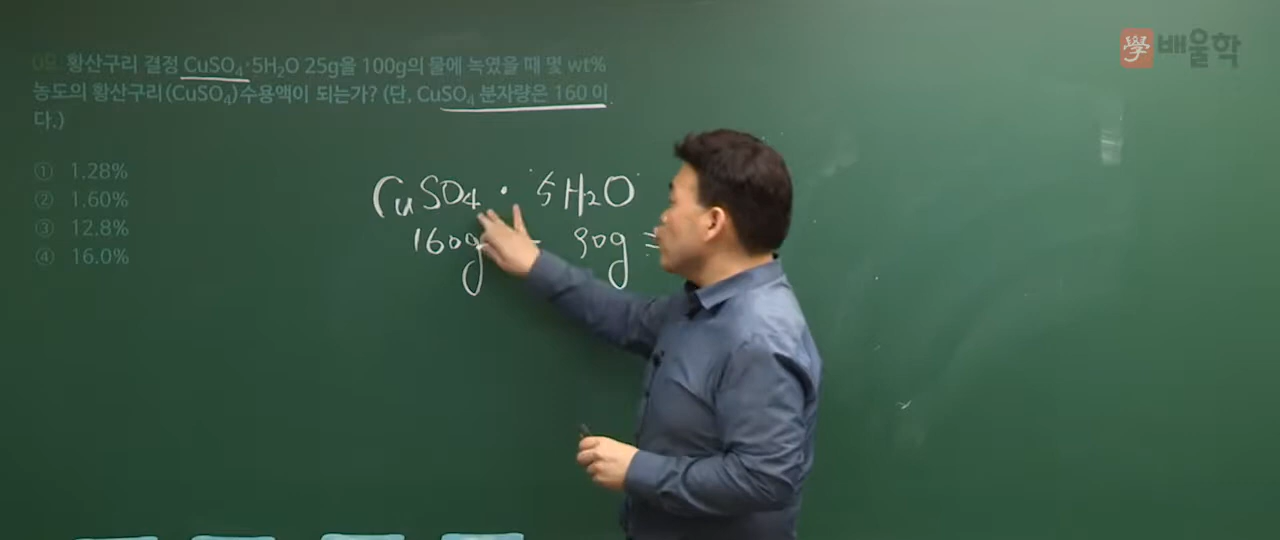 09. 황산구리 결정 CuSO₄·5H₂O 25g을 100g의 물에 녹였을 때 몇 wt%
농도의 황산구리(CuSO₄)수용액이 되는가? (단, CuSO₄ 분자량은 160 이
다.)
① 1.28%
② 1.60%
③ 12.8%
④ 16.0%
CuSO₄ · 5H₂O
160g 90g =
學 배울학